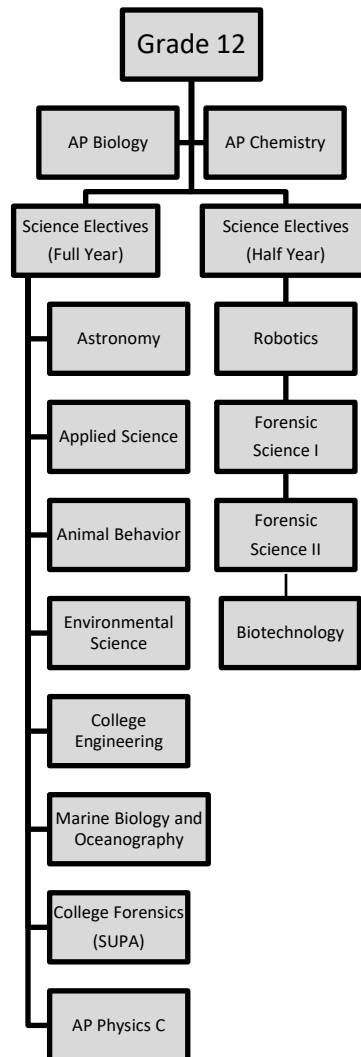 Grade 12
AP Biology
AP Chemistry
Science Electives
(Full Year)
Science Electives
(Half Year)
Astronomy
Applied Science
Animal Behavior
Environmental
Science
College
Engineering
Marine Biology and
Oceanography
College Forensics
(SUPA)
AP Physics C
Robotics
Forensic
Science I
Forensic
Science II
Biotechnology